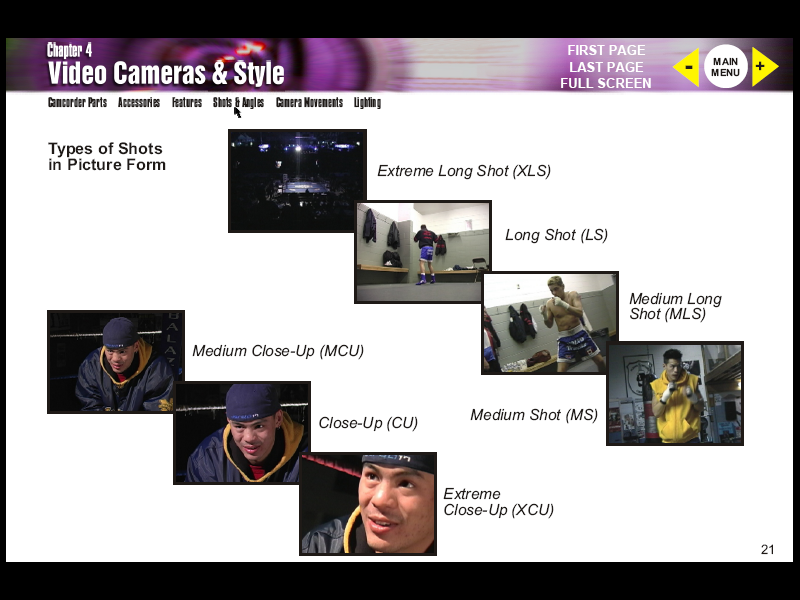 Chapter 4
Video Cameras & Style
FIRST PAGE
LAST PAGE
FULL SCREEN
-
MAIN
MENU
+
Camcorder Parts Accessories Features Shots & Angles Camera Movements Lighting
Types of Shots
in Picture Form
Extreme Long Shot (XLS)
Long Shot (LS)
Medium Long
Shot (MLS)
Medium Shot (MS)
Medium Close-Up (MCU)
Close-Up (CU)
Extreme
Close-Up (XCU)
21